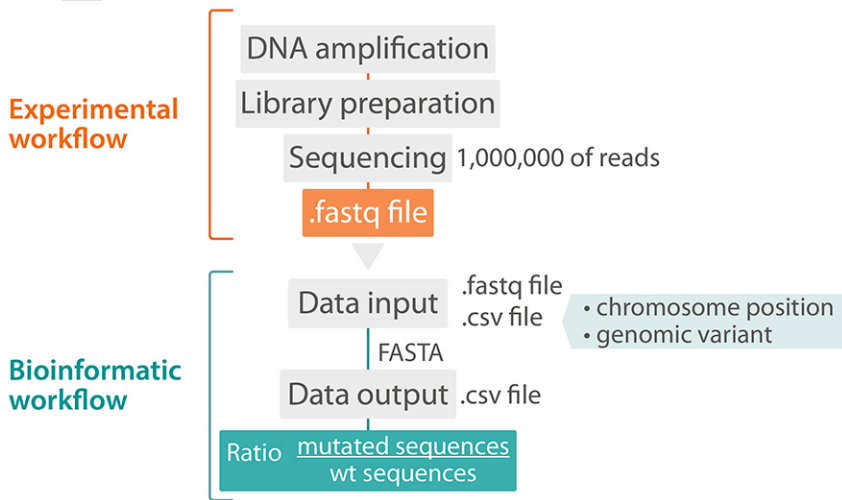 Experimental
workflow
DNA amplification
Library preparation
Sequencing 1,000,000 of reads
.fastq file
Bioinformatic
workflow
Data input
.fastq file
.csv file
• chromosome position
• genomic variant
FASTA
Data output .csv file
Ratio mutated sequences
wt sequences